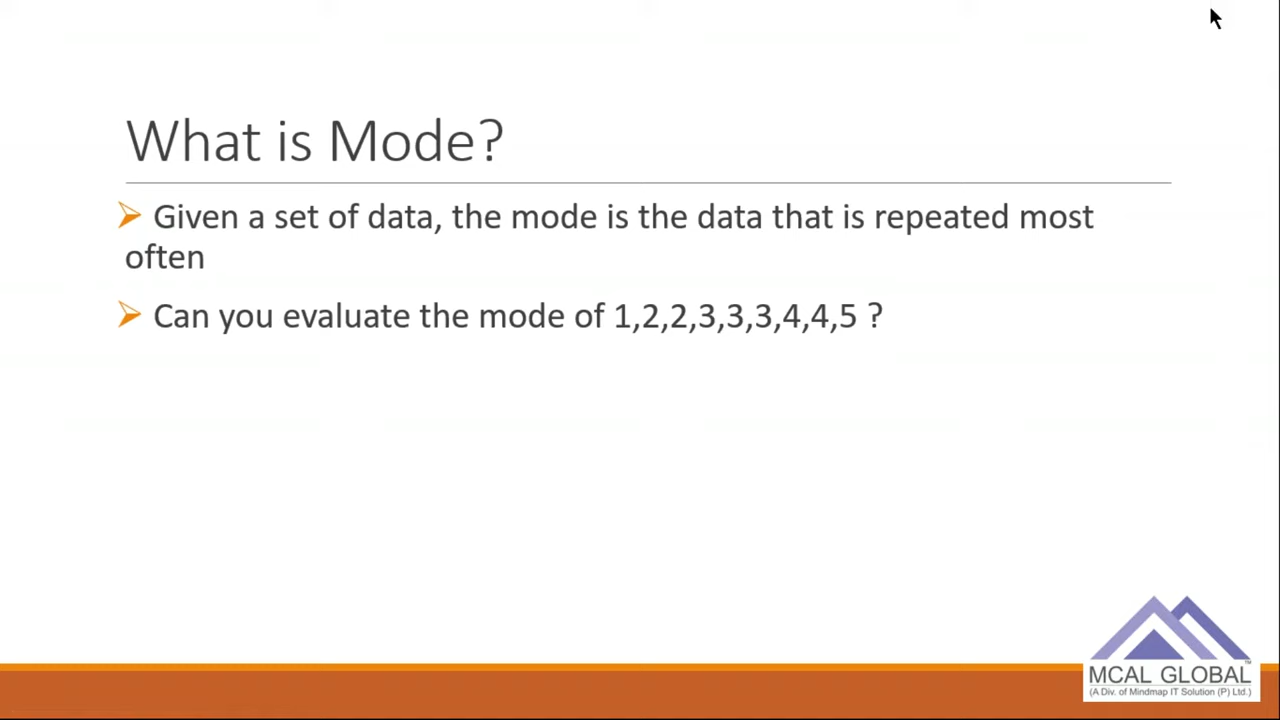 What is Mode?
Given a set of data, the mode is the data that is repeated most
often
Can you evaluate the mode of 1,2,2,3,3,3,4,4,5 ?
MCAL GLOBAL™
(A Div. of Mindmap IT Solution (P) Ltd.)